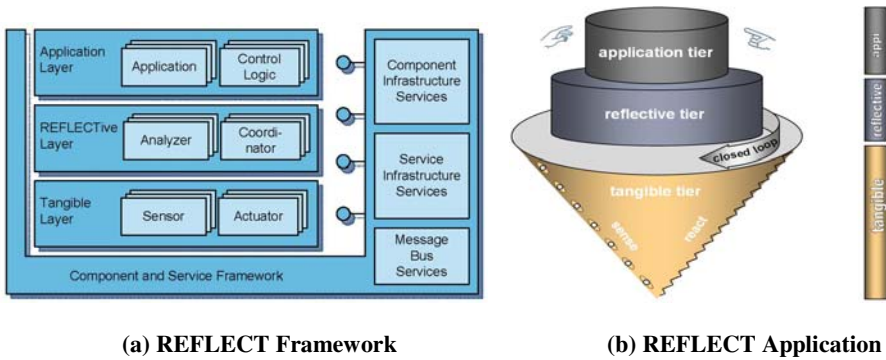 Application
Layer
Application
Control
Logic
REFLECTive
Layer
Analyzer
Coordi-
nator
Tangible
Layer
Sensor
Actuator
Component
Infrastructure
Services
Service
Infrastructure
Services
Message
Bus
Services
Component and Service Framework
(a) REFLECT Framework
application tier
reflective tier
closed loop
tangible tier
sense
react
appl
reflective
tangible
(b) REFLECT Application